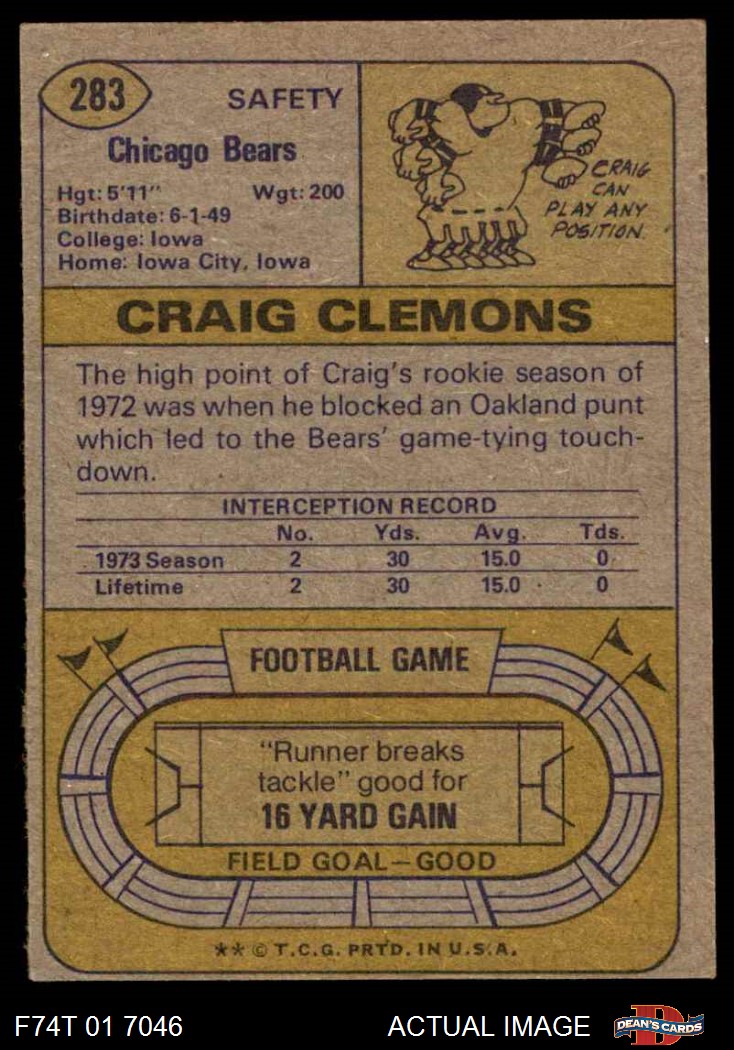 283
SAFETY
Chicago Bears
Hgt: 5'11" Wgt: 200
Birthdate: 6-1-49
College: Iowa
Home: Iowa City, Iowa
CRAIG
CAN
PLAY ANY
POSITION.
CRAIG CLEMONS
The high point of Craig's rookie season of
1972 was when he blocked an Oakland punt
which led to the Bears' game-tying touch-
down.
INTERCEPTION RECORD
No. Yds. Avg. Tds.
1973 Season 2 30 15.0 0
Lifetime 2 30 15.0 0
FOOTBALL GAME
"Runner breaks
tackle" good for
16 YARD GAIN
FIELD GOAL—GOOD
** © T.C.G. PRTD. IN U.S.A.
F74T 01 7046 ACTUAL IMAGE
D
DEAN'S CARDS